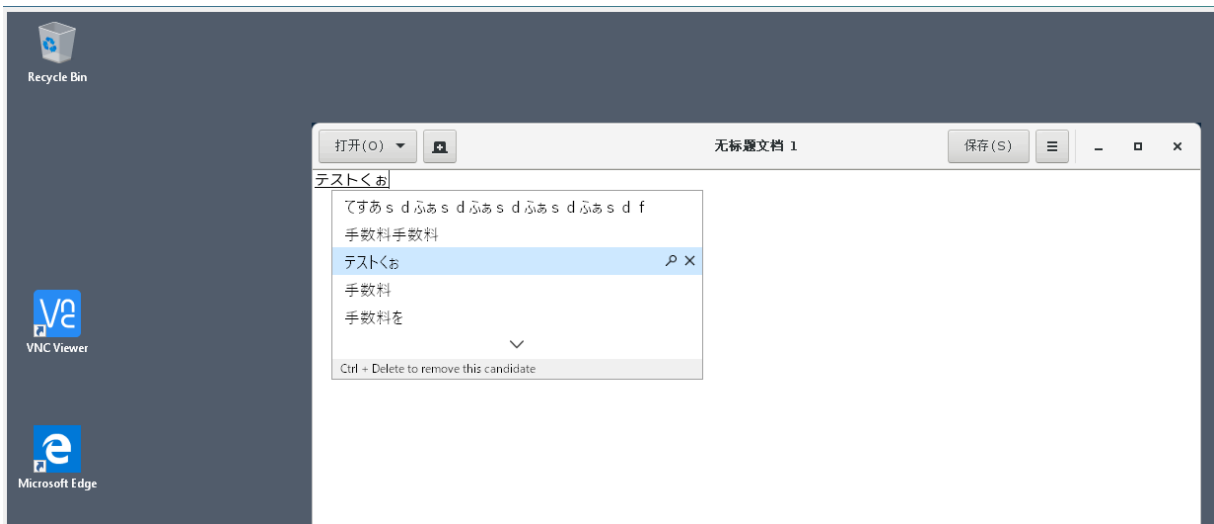 Recycle Bin
打开(O)
无标题文档 1
保存(S)
テストくぉ
てすあｓｄふぁｓｄふぁｓｄふぁｓｄふぁｓｄｆ
手数料手数料
テストくぉ
手数料
手数料を
Ctrl + Delete to remove this candidate
VNC Viewer
Microsoft Edge